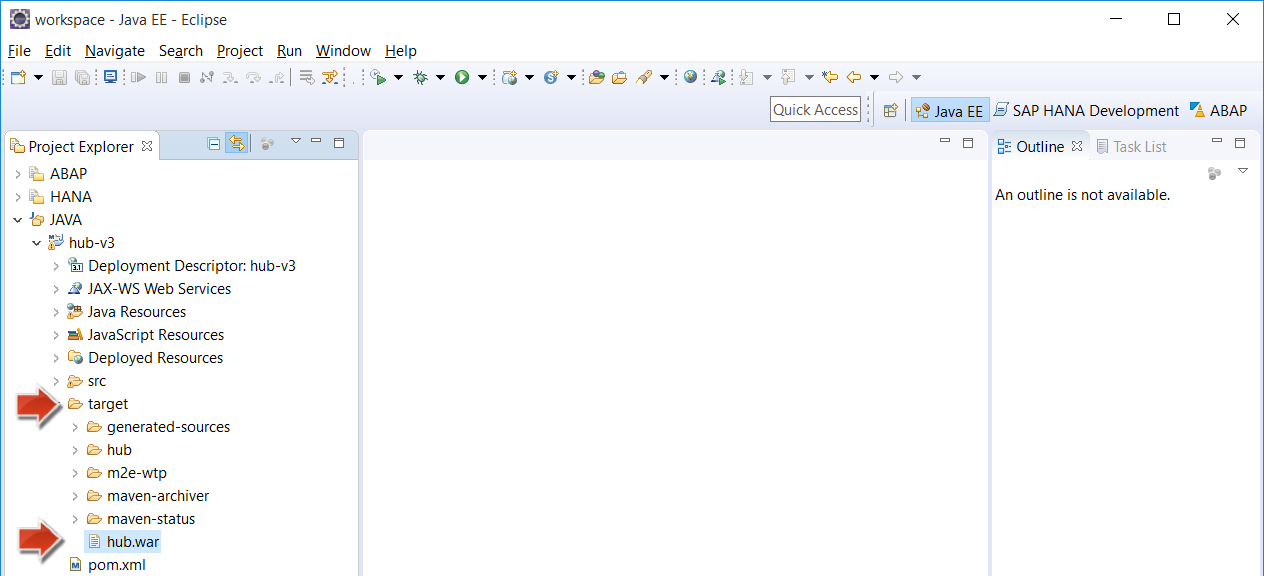 workspace - Java EE - Eclipse
File Edit Navigate Search Project Run Window Help
Quick Access Java EE SAP HANA Development ABAP
Project Explorer
Outline Task List
ABAP
An outline is not available.
HANA
JAVA
hub-v3
Deployment Descriptor: hub-v3
JAX-WS Web Services
Java Resources
JavaScript Resources
Deployed Resources
src
target
generated-sources
hub
m2e-wtp
maven-archiver
maven-status
hub.war
pom.xml